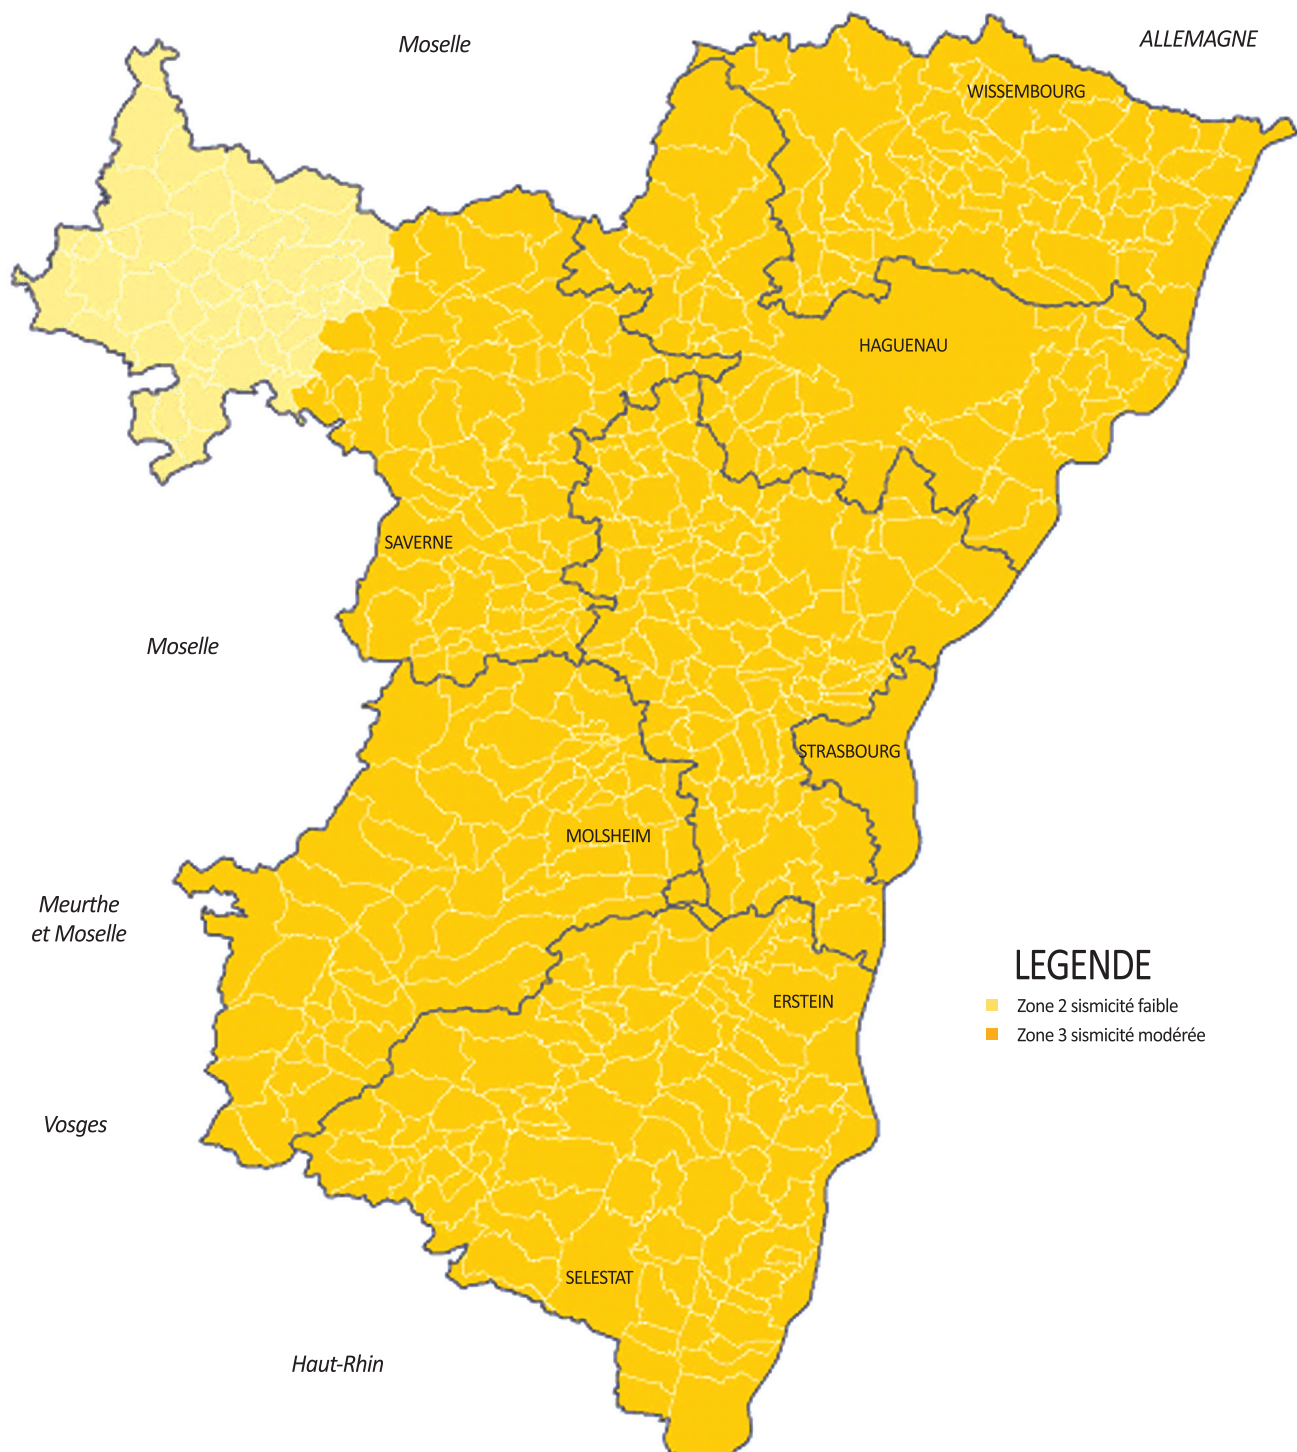 Moselle
ALLEMAGNE
WISSEMBOURG
HAGUENAU
SAVERNE
Moselle
STRASBOURG
MOLSHEIM
Meurthe
et Moselle
LEGENDE
ERSTEIN
Zone 2 sismicité faible
Zone 3 sismicité modérée
Vosges
SELESTAT
Haut-Rhin